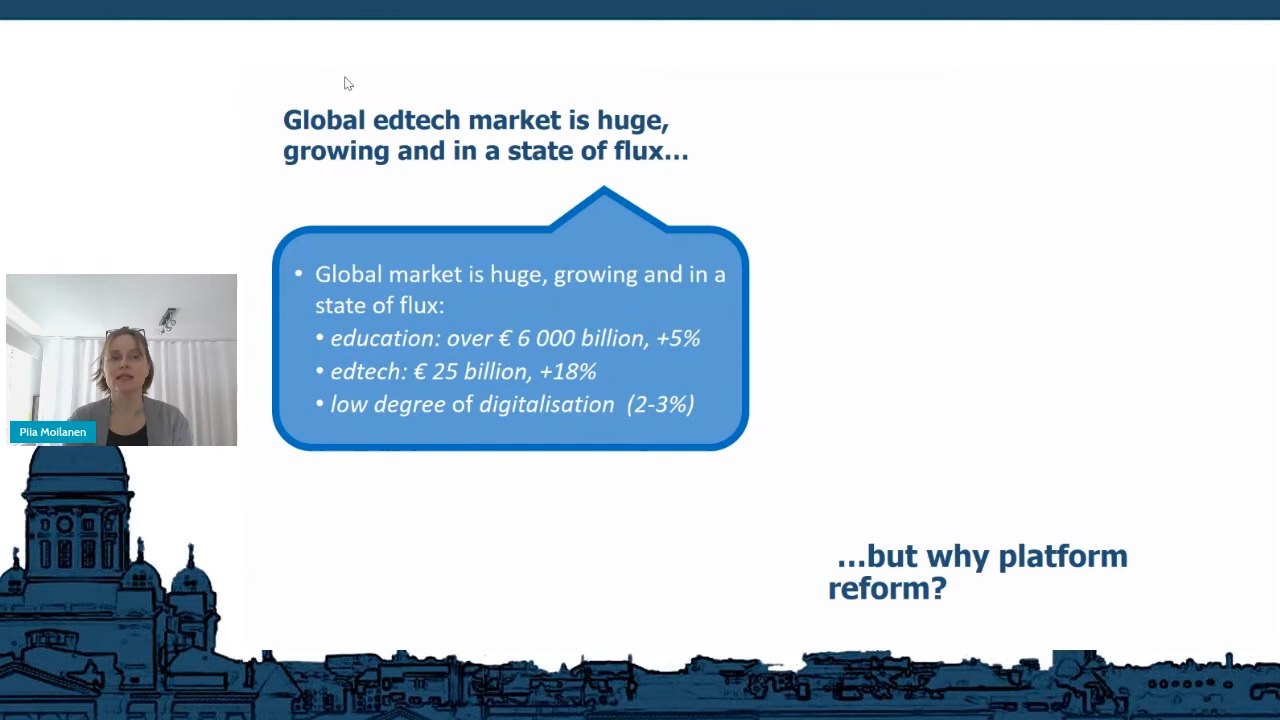 Global edtech market is huge,
growing and in a state of flux…
• Global market is huge, growing and in a
state of flux:
• education: over € 6 000 billion, +5%
• edtech: € 25 billion, +18%
• low degree of digitalisation (2-3%)
Piia Moilanen
…but why platform
reform?